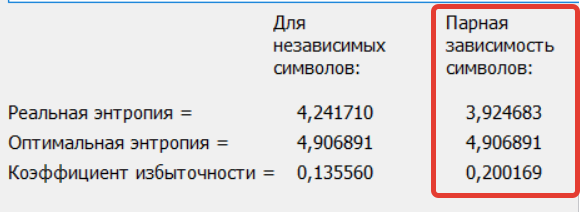 Для независимых символов:
Парная зависимость символов:
Реальная энтропия = 4,241710 3,924683
Оптимальная энтропия = 4,906891 4,906891
Коэффициент избыточности = 0,135560 0,200169